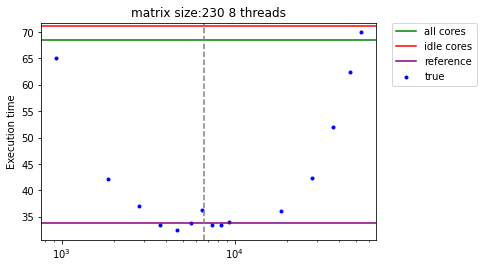 matrix size:230 8 threads
Execution time
70
65
60
55
50
45
40
35
10³
10⁴
all cores
idle cores
reference
true